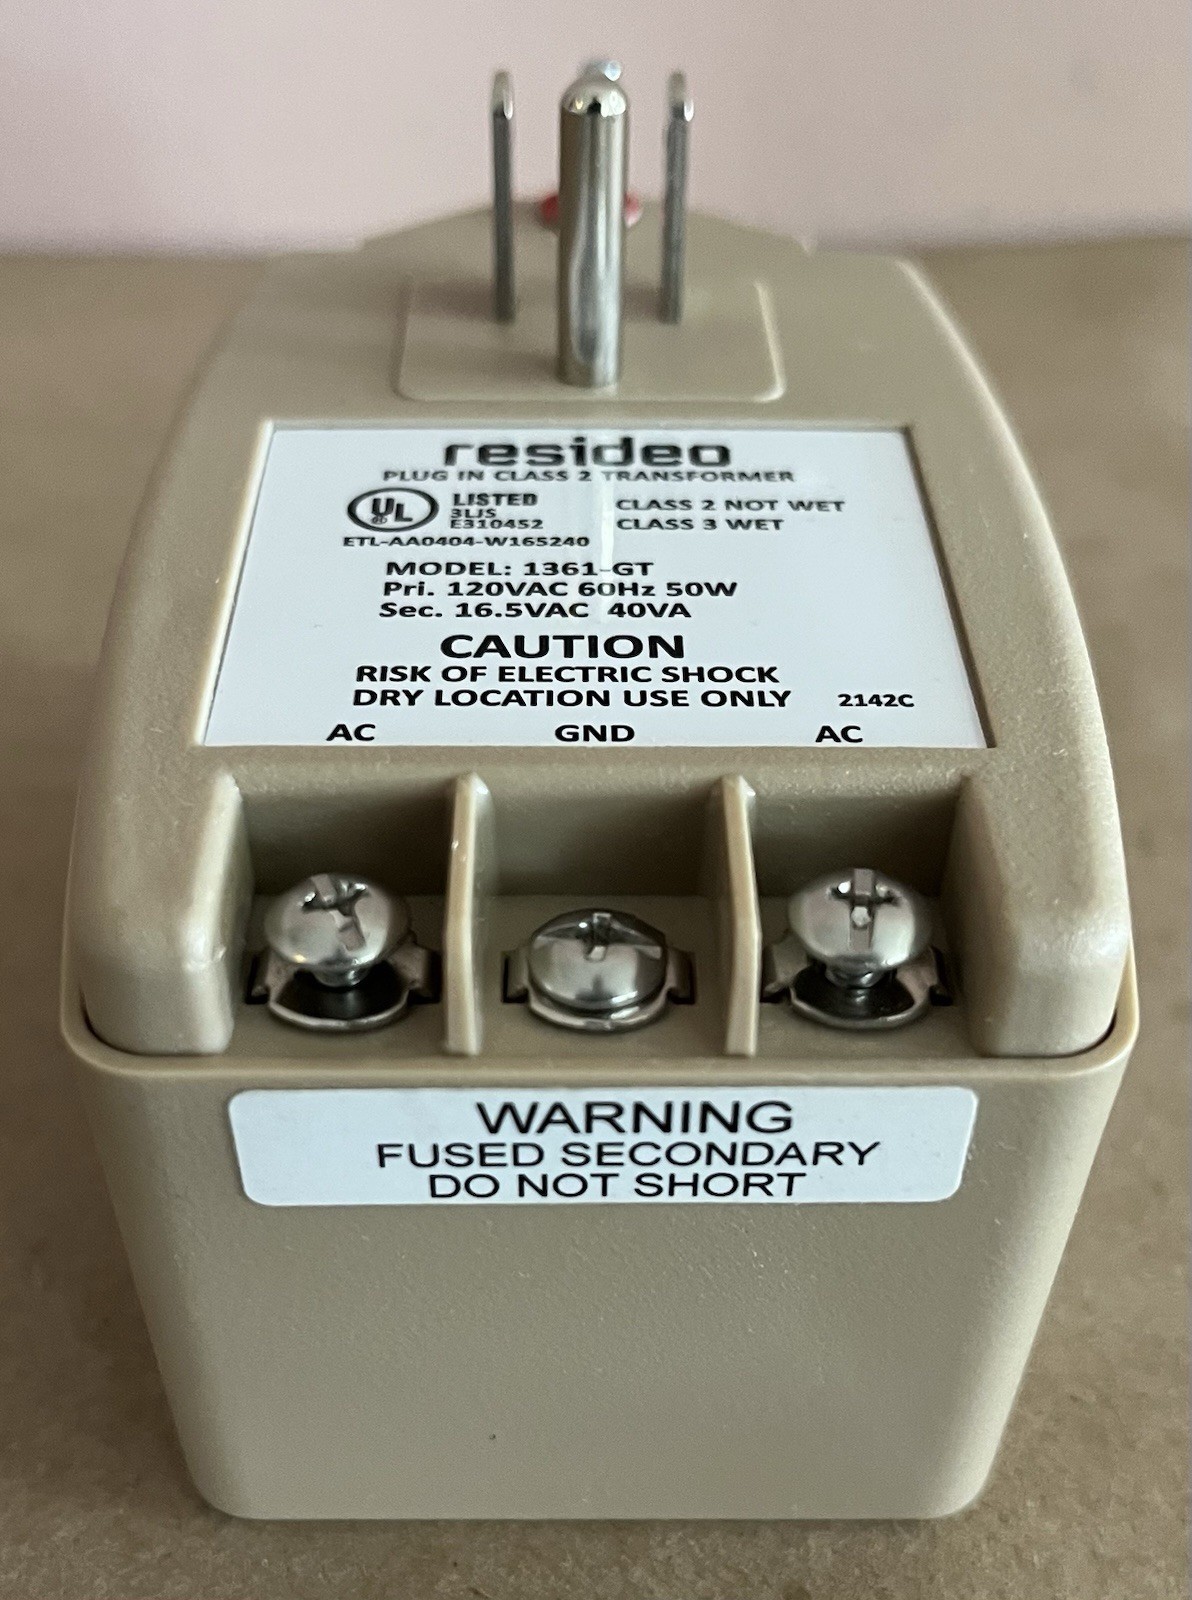 resideo
PLUG IN CLASS 2 TRANSFORMER
UL ® LISTED CLASS 2 NOT WET
3LJS CLASS 3 WET
E310452
ETL-AA0404-W165240
MODEL: 1361-GT
Pri. 120VAC 60Hz 50W
Sec. 16.5VAC 40VA
CAUTION
RISK OF ELECTRIC SHOCK
DRY LOCATION USE ONLY 2142C
AC GND AC
WARNING
FUSED SECONDARY
DO NOT SHORT